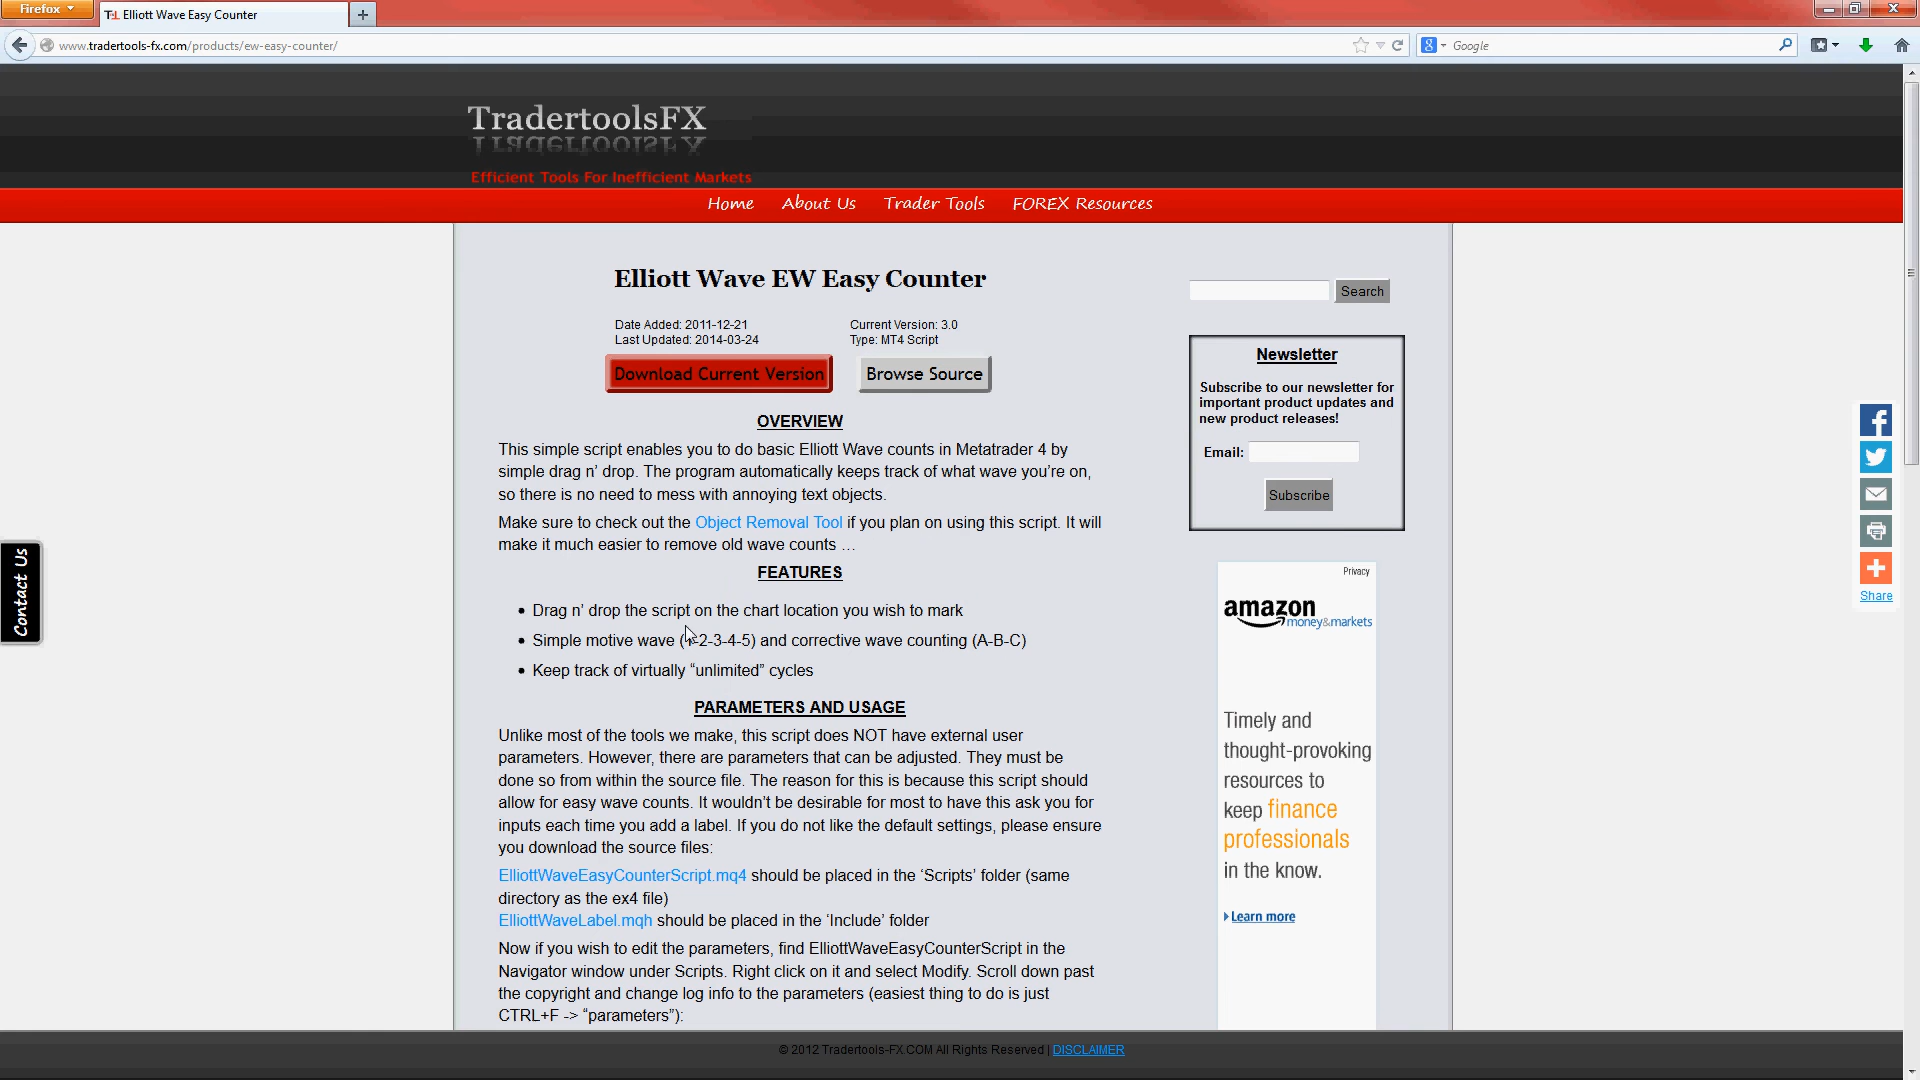 Firefox
Elliott Wave Easy Counter
www.tradertools-fx.com/products/ew-easy-counter/
Google
TradertoolsFX
Efficient Tools For Inefficient Markets
Home About Us Trader Tools FOREX Resources
Elliott Wave EW Easy Counter
Date Added: 2011-12-21 Current Version: 3.0
Last Updated: 2014-03-24 Type: MT4 Script
Download Current Version Browse Source
OVERVIEW
This simple script enables you to do basic Elliott Wave counts in Metatrader 4 by
simple drag n’ drop. The program automatically keeps track of what wave you’re on,
so there is no need to mess with annoying text objects.
Make sure to check out the Object Removal Tool if you plan on using this script. It will
make it much easier to remove old wave counts …
FEATURES
• Drag n’ drop the script on the chart location you wish to mark
• Simple motive wave (1-2-3-4-5) and corrective wave counting (A-B-C)
• Keep track of virtually “unlimited” cycles
PARAMETERS AND USAGE
Unlike most of the tools we make, this script does NOT have external user
parameters. However, there are parameters that can be adjusted. They must be
done so from within the source file. The reason for this is because this script should
allow for easy wave counts. It wouldn’t be desirable for most to have this ask you for
inputs each time you add a label. If you do not like the default settings, please ensure
you download the source files:
ElliottWaveEasyCounterScript.mq4 should be placed in the ‘Scripts’ folder (same
directory as the ex4 file)
ElliottWaveLabel.mqh should be placed in the ‘Include’ folder
Now if you wish to edit the parameters, find ElliottWaveEasyCounterScript in the
Navigator window under Scripts. Right click on it and select Modify. Scroll down past
the copyright and change log info to the parameters (easiest thing to do is just
CTRL+F -> “parameters”):
Search
Newsletter
Subscribe to our newsletter for
important product updates and
new product releases!
Email:
Subscribe
Privacy
amazon
money&markets
Timely and
thought-provoking
resources to
keep finance
professionals
in the know.
Learn more
Contact Us
Share
© 2012 Tradertools-FX.COM All Rights Reserved | DISCLAIMER